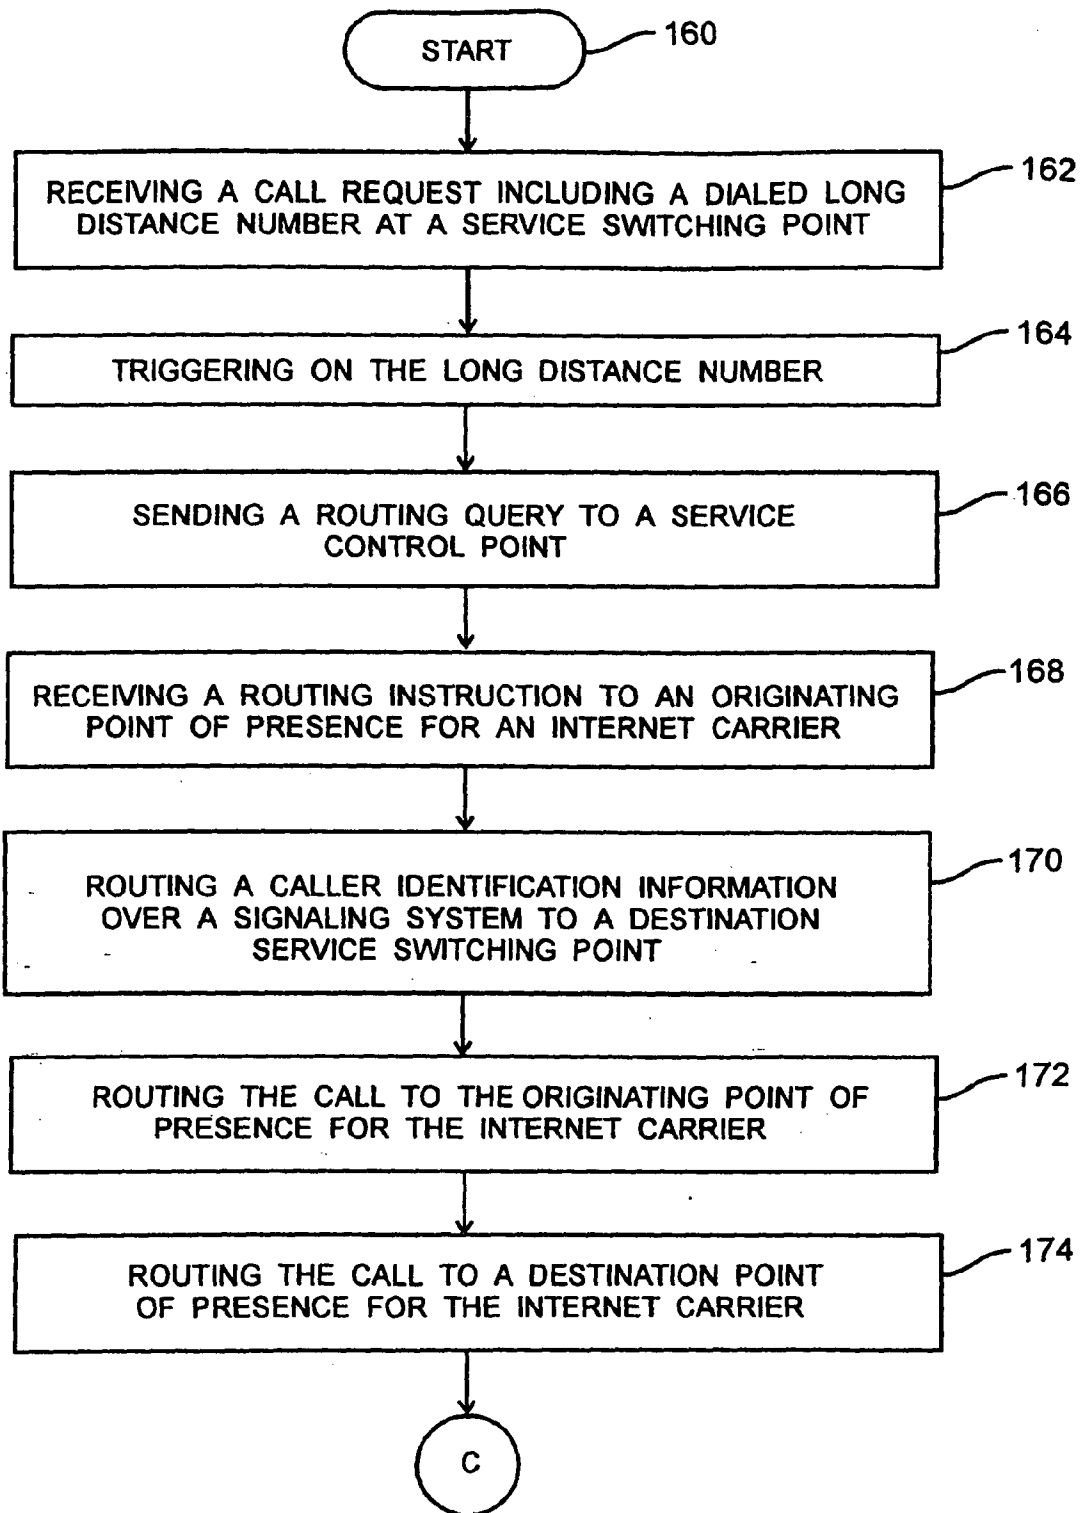 START
160
RECEIVING A CALL REQUEST INCLUDING A DIALED LONG
DISTANCE NUMBER AT A SERVICE SWITCHING POINT
162
TRIGGERING ON THE LONG DISTANCE NUMBER
164
SENDING A ROUTING QUERY TO A SERVICE
CONTROL POINT
166
RECEIVING A ROUTING INSTRUCTION TO AN ORIGINATING
POINT OF PRESENCE FOR AN INTERNET CARRIER
168
ROUTING A CALLER IDENTIFICATION INFORMATION
OVER A SIGNALING SYSTEM TO A DESTINATION
SERVICE SWITCHING POINT
170
ROUTING THE CALL TO THE ORIGINATING POINT OF
PRESENCE FOR THE INTERNET CARRIER
172
ROUTING THE CALL TO A DESTINATION POINT
OF PRESENCE FOR THE INTERNET CARRIER
174
C